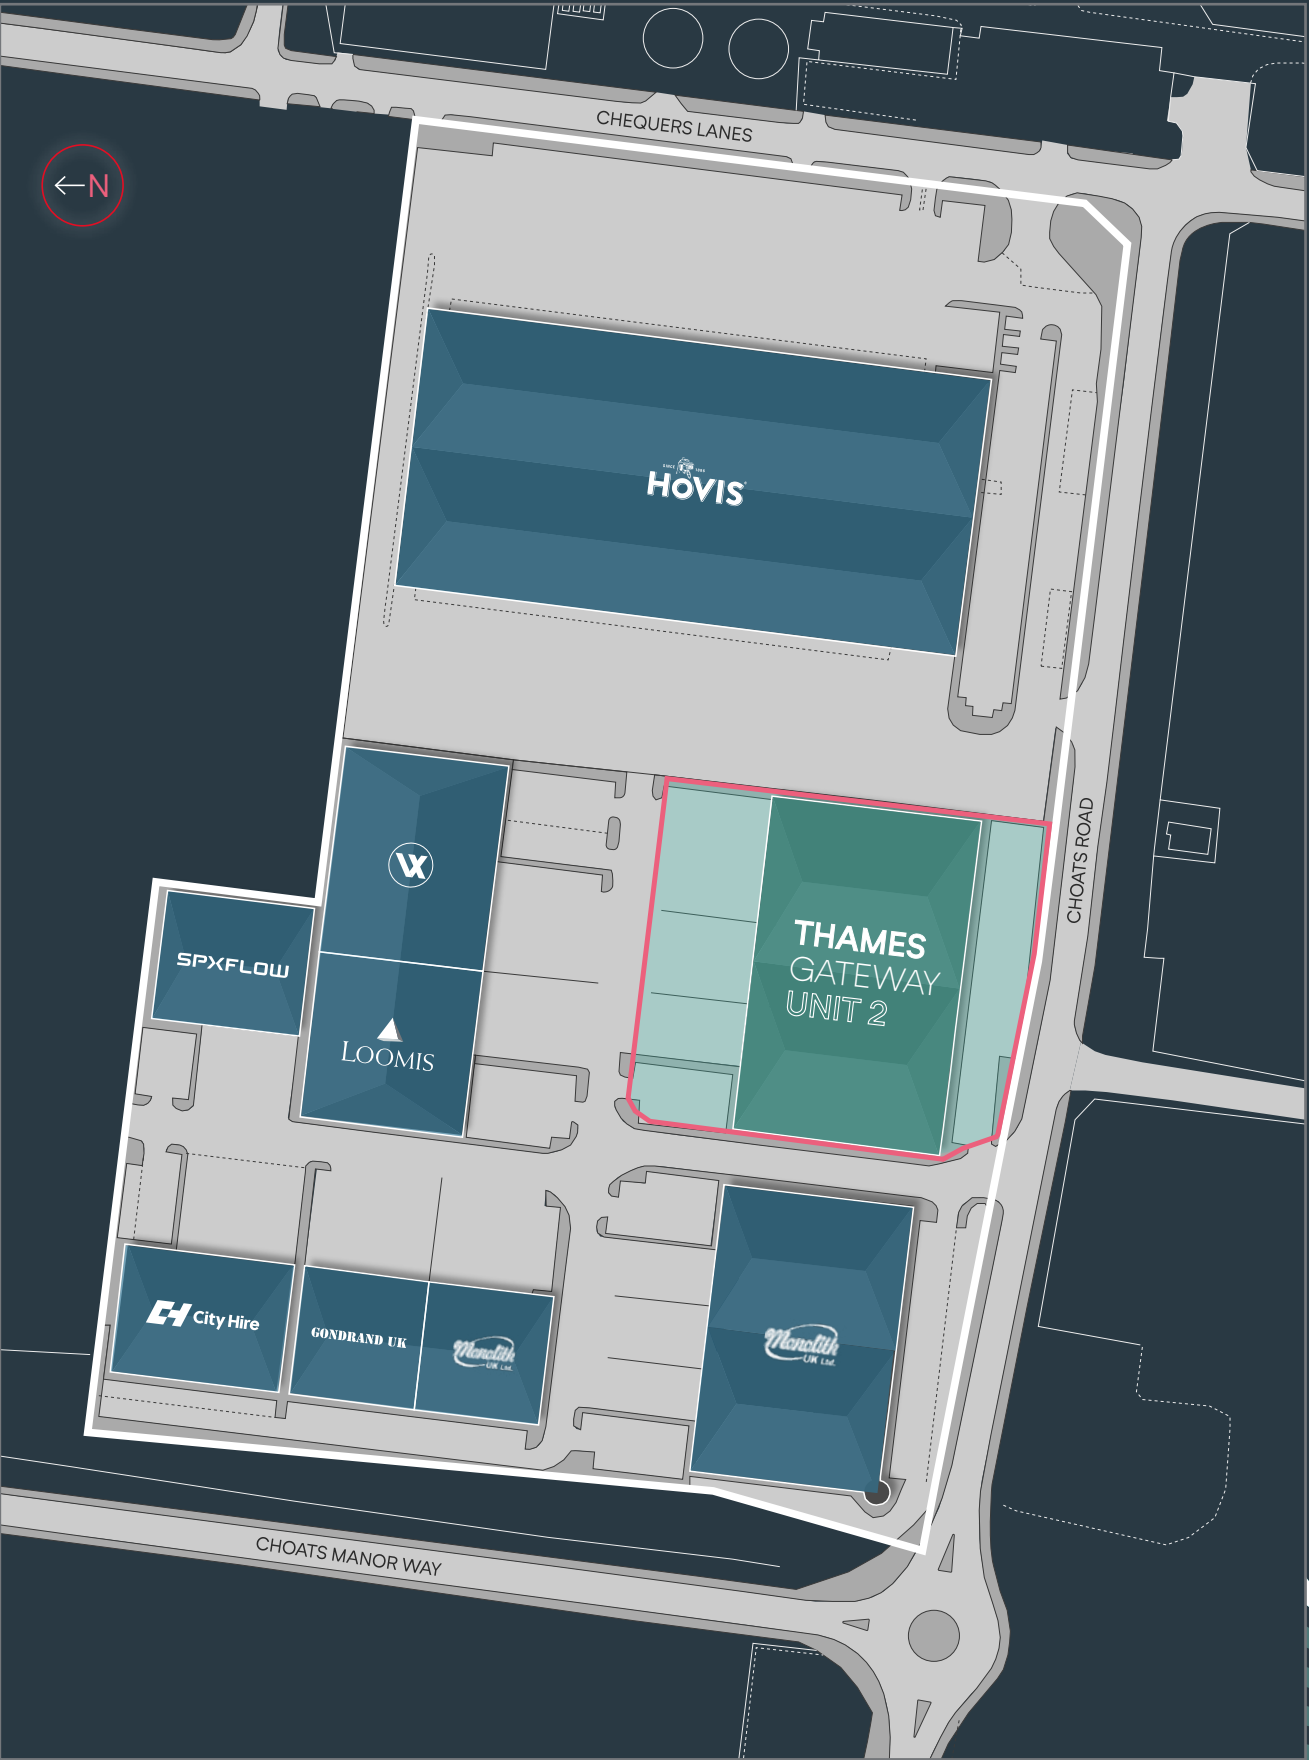 CHEQUERS LANES
N
HOVIS
CHOATS ROAD
THAMES
GATEWAY
UNIT 2
SPXFLOW
LOOMIS
City Hire
GONDRAND UK
Monolith
UK Ltd.
Monolith
UK Ltd.
CHOATS MANOR WAY